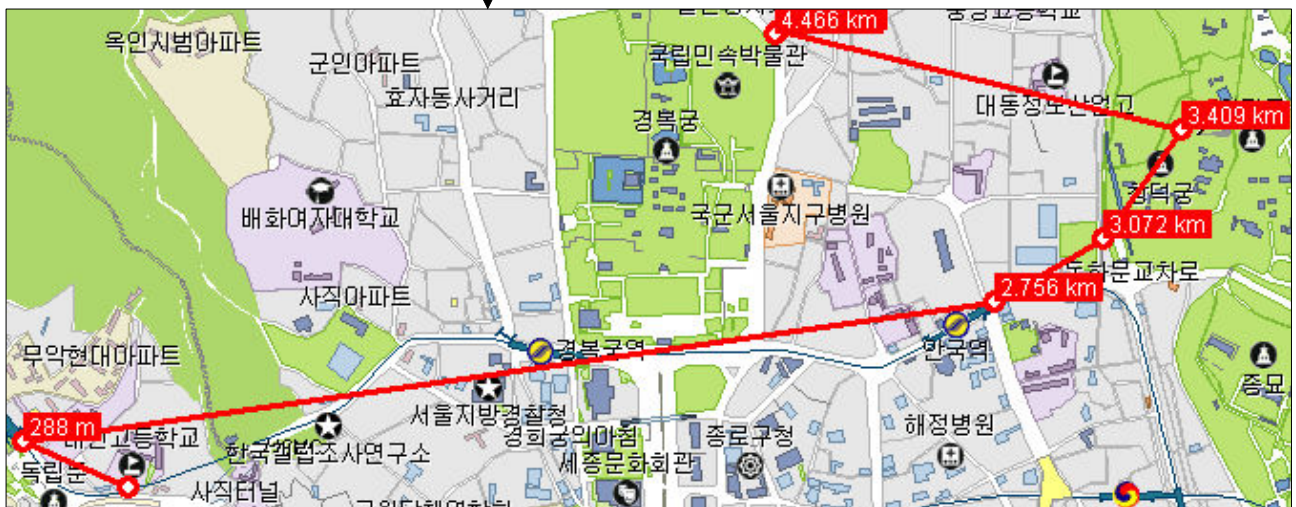 4.466 km
옥인시범아파트
군인아파트
국립민속박물관
효자동사거리
대동정보산업고
3.409 km
경복궁
창덕궁
배화여자대학교
국군서울지구병원
3.072 km
사직아파트
돈화문교차로
2.756 km
경복궁역
안국역
무악현대아파트
종묘
서울지방경찰청
288 m
대신고등학교
경희궁의아침
종로구청
해정병원
한국갤럽조사연구소
독립문
세종문화회관
사직터널